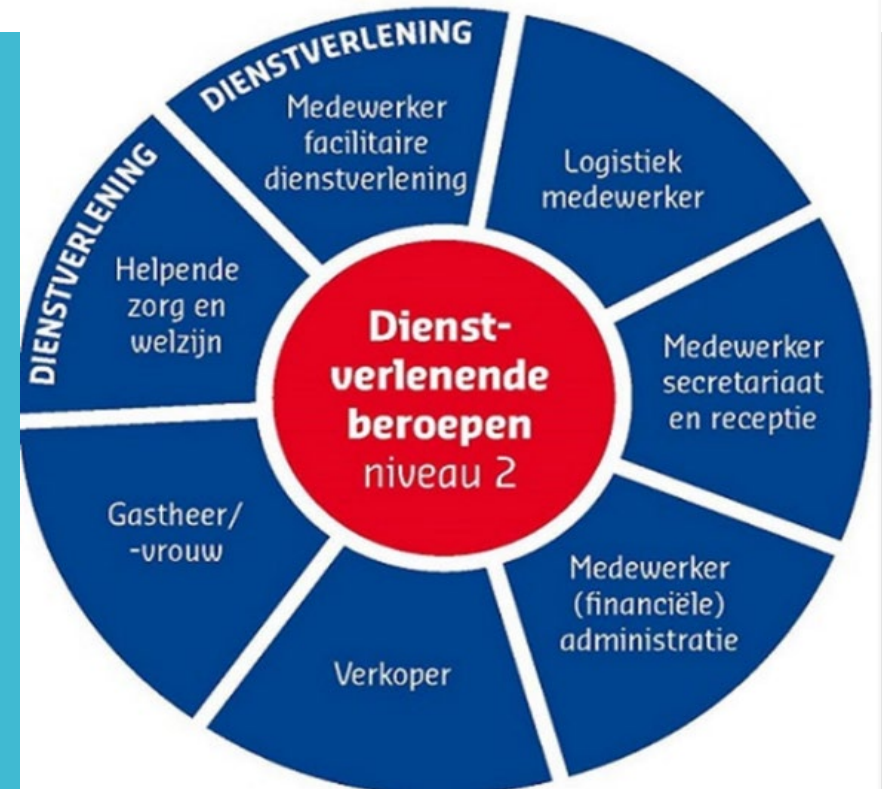 DIENSTVERLENING
Medewerker
facilitaire
dienstverlening
Logistiek
medewerker
Medewerker
secretariaat
en receptie
Medewerker
(financiële)
administratie
Verkoper
Gastheer/
-vrouw
DIENSTVERLENING
Helpende
zorg en
welzijn
Dienst-
verlenende
beroepen
niveau 2